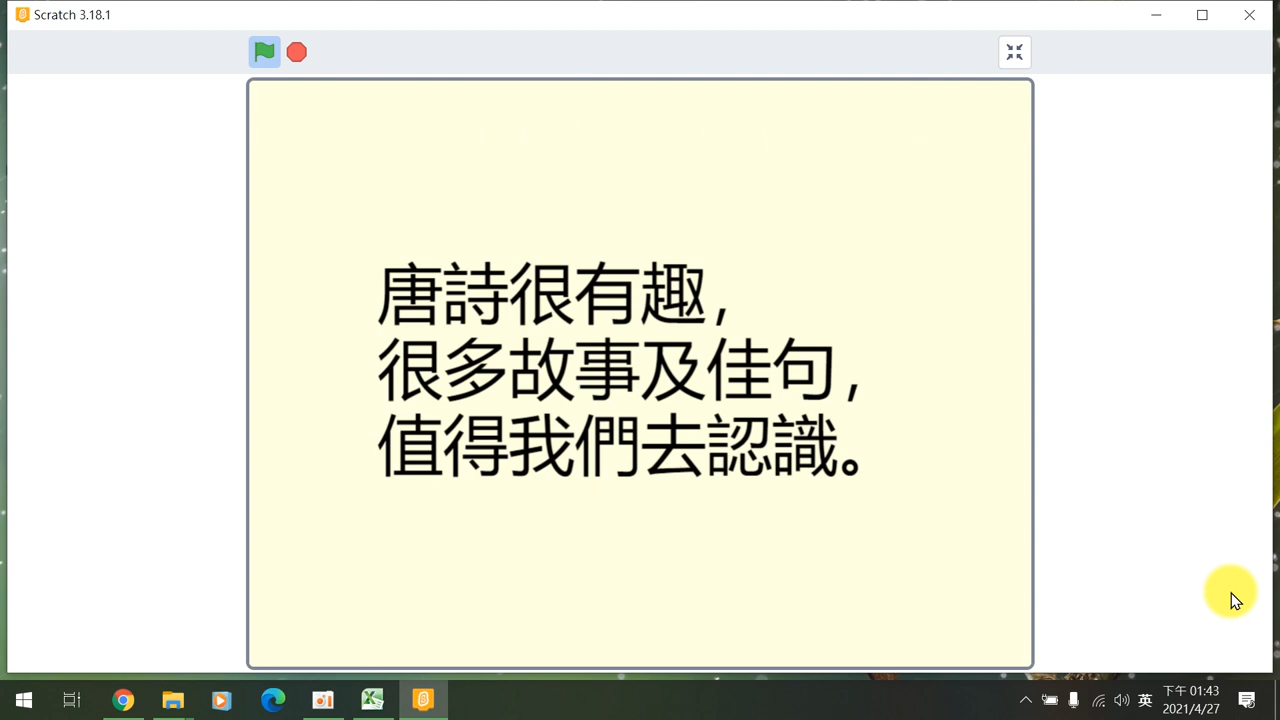 Scratch 3.18.1
唐詩很有趣，
很多故事及佳句，
值得我們去認識。
英
下午 01:43
2021/4/27